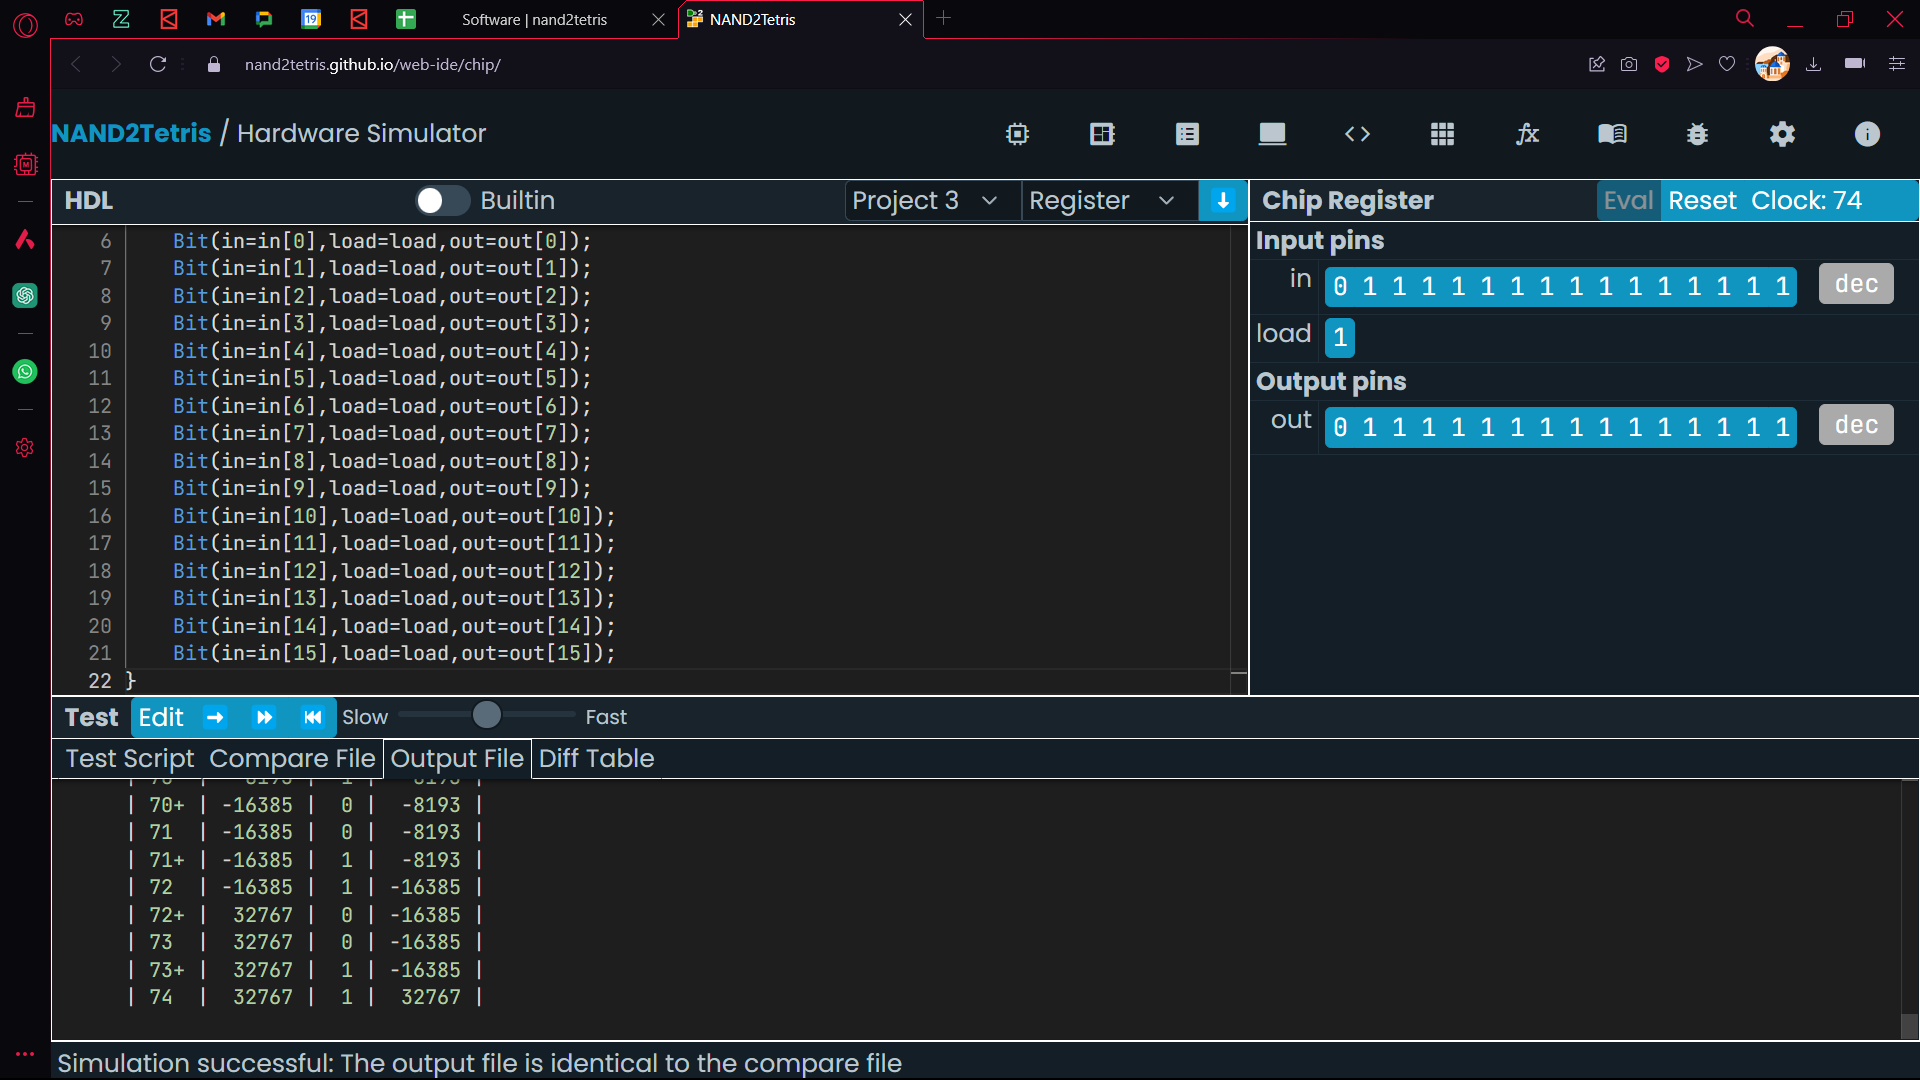 Software | nand2tetris
NAND2Tetris
nand2tetris.github.io/web-ide/chip/
NAND2Tetris / Hardware Simulator
HDL Builtin Project 3 Register
Chip Register Eval Reset Clock: 74
6 Bit(in=in[0],load=load,out=out[0]);
7 Bit(in=in[1],load=load,out=out[1]);
8 Bit(in=in[2],load=load,out=out[2]);
9 Bit(in=in[3],load=load,out=out[3]);
10 Bit(in=in[4],load=load,out=out[4]);
11 Bit(in=in[5],load=load,out=out[5]);
12 Bit(in=in[6],load=load,out=out[6]);
13 Bit(in=in[7],load=load,out=out[7]);
14 Bit(in=in[8],load=load,out=out[8]);
15 Bit(in=in[9],load=load,out=out[9]);
16 Bit(in=in[10],load=load,out=out[10]);
17 Bit(in=in[11],load=load,out=out[11]);
18 Bit(in=in[12],load=load,out=out[12]);
19 Bit(in=in[13],load=load,out=out[13]);
20 Bit(in=in[14],load=load,out=out[14]);
21 Bit(in=in[15],load=load,out=out[15]);
22 }
Input pins
in 0 1 1 1 1 1 1 1 1 1 1 1 1 1 1 1 dec
load 1
Output pins
out 0 1 1 1 1 1 1 1 1 1 1 1 1 1 1 1 dec
Test Edit Slow Fast
Test Script Compare File Output File Diff Table
| 70+ | -16385 | 0 | -8193 |
| 71 | -16385 | 0 | -8193 |
| 71+ | -16385 | 1 | -8193 |
| 72 | -16385 | 1 | -16385 |
| 72+ | 32767 | 0 | -16385 |
| 73 | 32767 | 0 | -16385 |
| 73+ | 32767 | 1 | -16385 |
| 74 | 32767 | 1 | 32767 |
Simulation successful: The output file is identical to the compare file